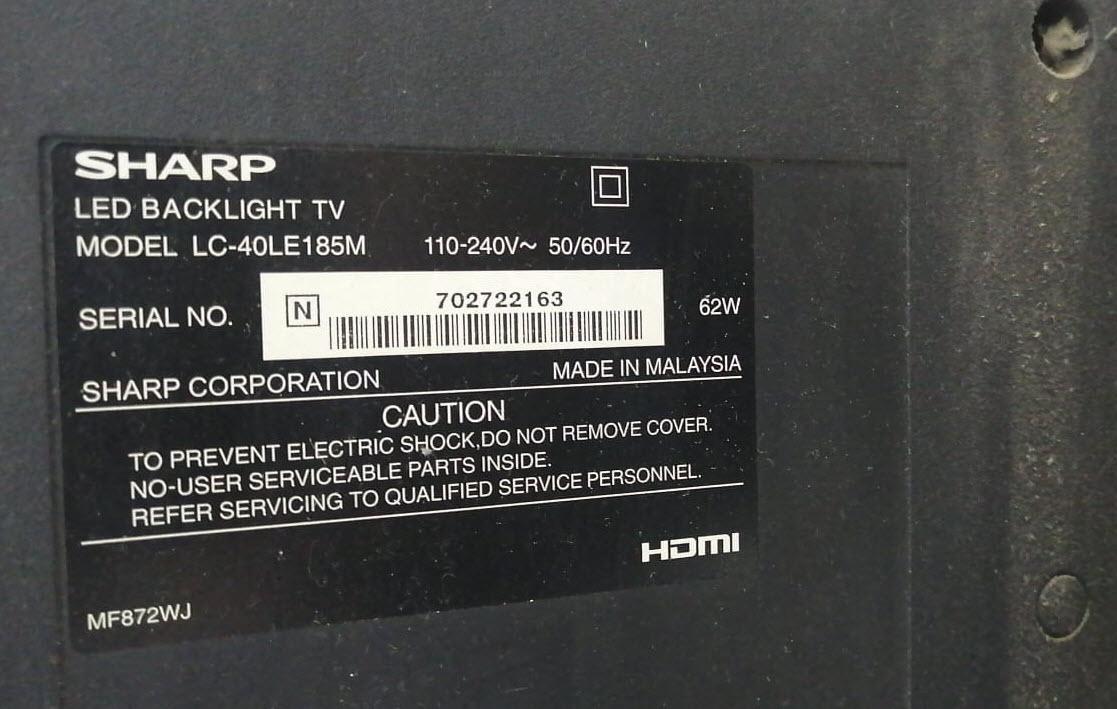 SHARP
LED BACKLIGHT TV
MODEL LC-40LE185M 110-240V~ 50/60Hz
SERIAL NO. N 702722163 62W
SHARP CORPORATION MADE IN MALAYSIA
CAUTION
TO PREVENT ELECTRIC SHOCK,DO NOT REMOVE COVER.
NO-USER SERVICEABLE PARTS INSIDE.
REFER SERVICING TO QUALIFIED SERVICE PERSONNEL.
HDMI
MF872WJ